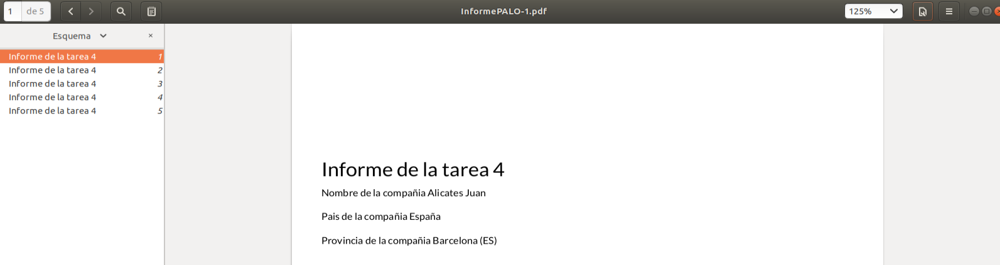 1 de 5 InformePALO-1.pdf 125%
Esquema ×
Informe de la tarea 4 1
Informe de la tarea 4 2
Informe de la tarea 4 3
Informe de la tarea 4 4
Informe de la tarea 4 5
Informe de la tarea 4
Nombre de la compañia Alicates Juan
Pais de la compañia España
Provincia de la compañia Barcelona (ES)